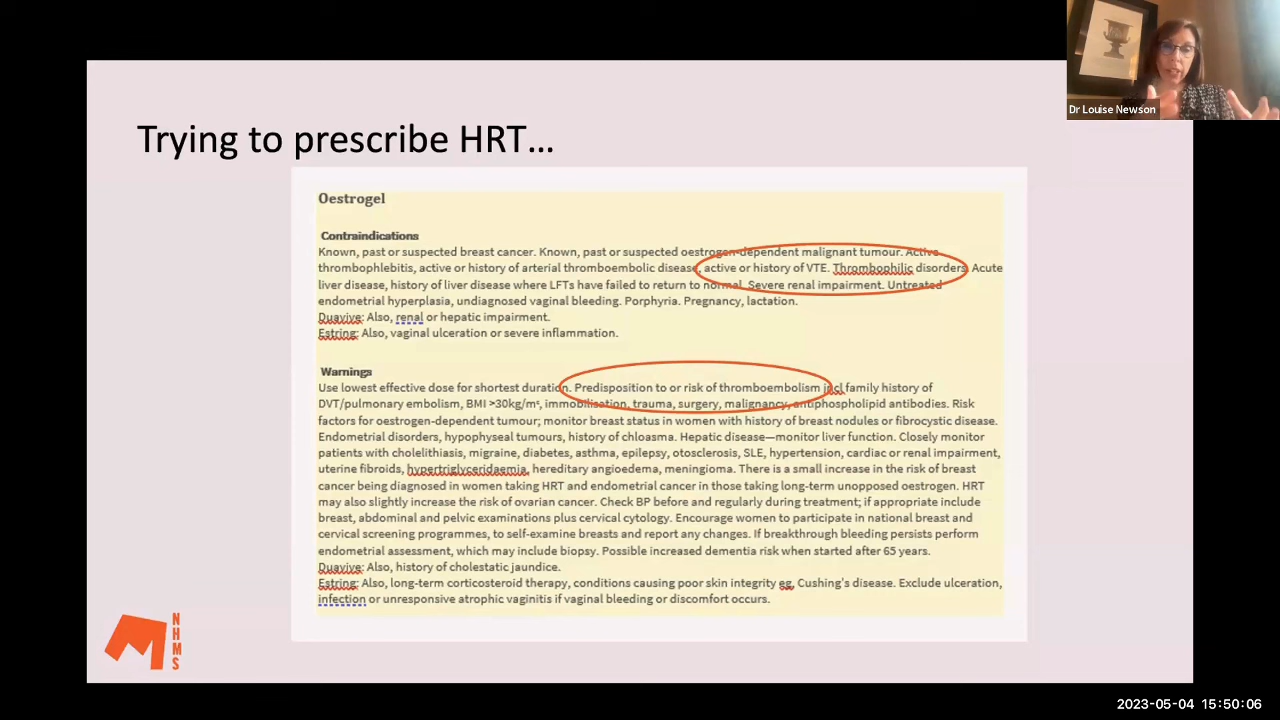 Dr Louise Newson
Trying to prescribe HRT...
Oestrogel
Contraindications
Known, past or suspected breast cancer. Known, past or suspected oestrogen-dependent malignant tumour. Active
thrombophlebitis, active or history of arterial thromboembolic disease, active or history of VTE. Thrombophilic disorders. Acute
liver disease, history of liver disease where LFTs have failed to return to normal. Severe renal impairment. Untreated
endometrial hyperplasia, undiagnosed vaginal bleeding. Porphyria. Pregnancy, lactation.
Duavive: Also, renal or hepatic impairment.
Estring: Also, vaginal ulceration or severe inflammation.
Warnings
Use lowest effective dose for shortest duration. Predisposition to or risk of thromboembolism incl family history of
DVT/pulmonary embolism, BMI >30kg/m², immobilisation, trauma, surgery, malignancy, antiphospholipid antibodies. Risk
factors for oestrogen-dependent tumour; monitor breast status in women with history of breast nodules or fibrocystic disease.
Endometrial disorders, hypophyseal tumours, history of chloasma. Hepatic disease—monitor liver function. Closely monitor
patients with cholelithiasis, migraine, diabetes, asthma, epilepsy, otosclerosis, SLE, hypertension, cardiac or renal impairment,
uterine fibroids, hypertriglyceridaemia, hereditary angioedema, meningioma. There is a small increase in the risk of breast
cancer being diagnosed in women taking HRT and endometrial cancer in those taking long-term unopposed oestrogen. HRT
may also slightly increase the risk of ovarian cancer. Check BP before and regularly during treatment; if appropriate include
breast, abdominal and pelvic examinations plus cervical cytology. Encourage women to participate in national breast and
cervical screening programmes, to self-examine breasts and report any changes. If breakthrough bleeding persists perform
endometrial assessment, which may include biopsy. Possible increased dementia risk when started after 65 years.
Duavive: Also, history of cholestatic jaundice.
Estring: Also, long-term corticosteroid therapy, conditions causing poor skin integrity eg, Cushing's disease. Exclude ulceration,
infection or unresponsive atrophic vaginitis if vaginal bleeding or discomfort occurs.
NHMS
2023-05-04 15:50:06